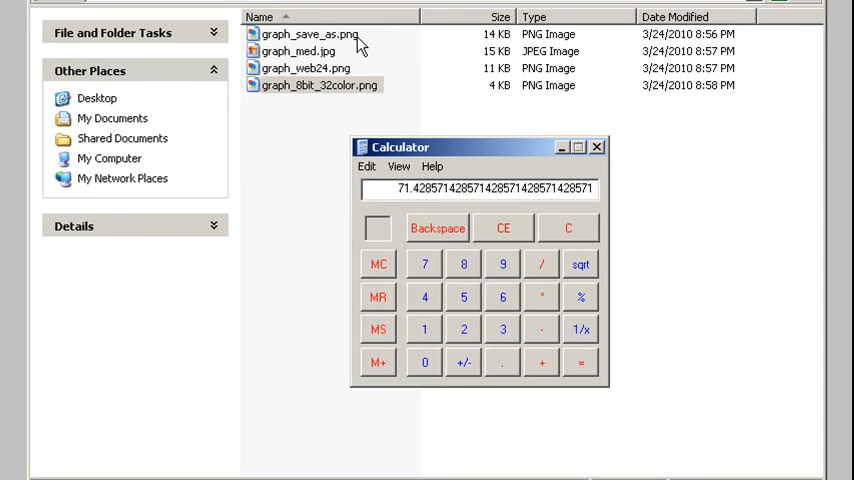 Name Size Type Date Modified
File and Folder Tasks
graph_save_as.png 14 KB PNG Image 3/24/2010 8:56 PM
graph_med.jpg 15 KB JPEG Image 3/24/2010 8:57 PM
Other Places
graph_web24.png 11 KB PNG Image 3/24/2010 8:57 PM
graph_8bit_32color.png 4 KB PNG Image 3/24/2010 8:58 PM
Desktop
My Documents
Shared Documents
My Computer
My Network Places
Details
Calculator
Edit View Help
71.428571428571428571428571428571
Backspace CE C
MC 7 8 9 / sqrt
MR 4 5 6 * %
MS 1 2 3 - 1/x
M+ 0 +/- . + =